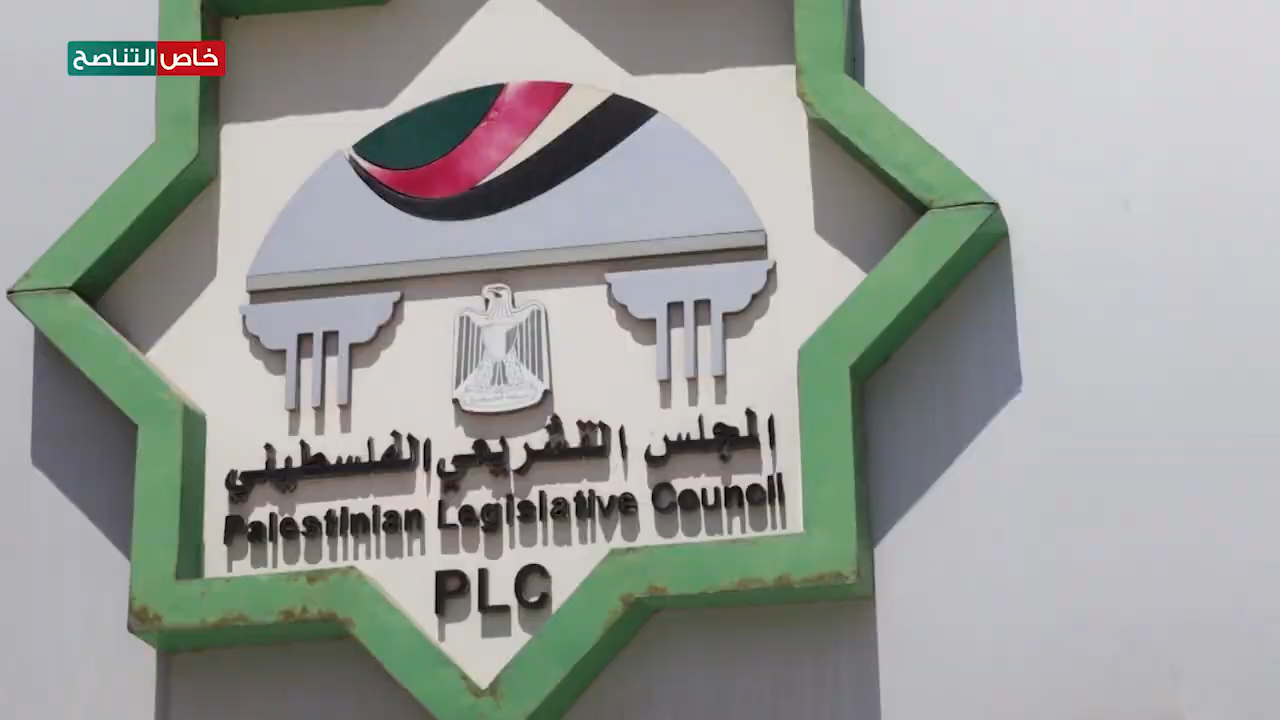 خاص التناصح
المجلس التشريعي الفلسطيني
Palestinian Legislative Council
PLC